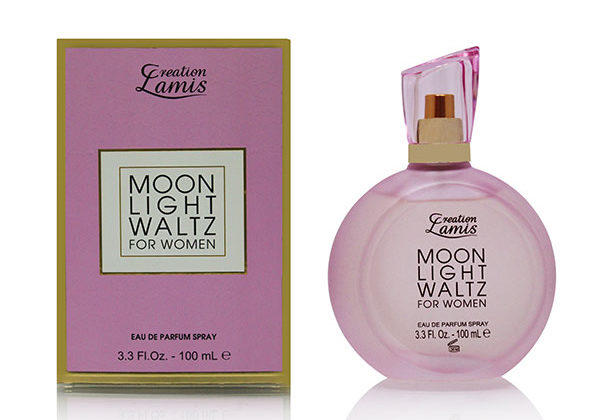 Creation
Lamis
MOON
LIGHT
WALTZ
FOR WOMEN
EAU DE PARFUM SPRAY
3.3 Fl.Oz. - 100 mL ℮
Creation
Lamis
MOON
LIGHT
WALTZ
FOR WOMEN
EAU DE PARFUM SPRAY
3.3 Fl.Oz. - 100 mL ℮